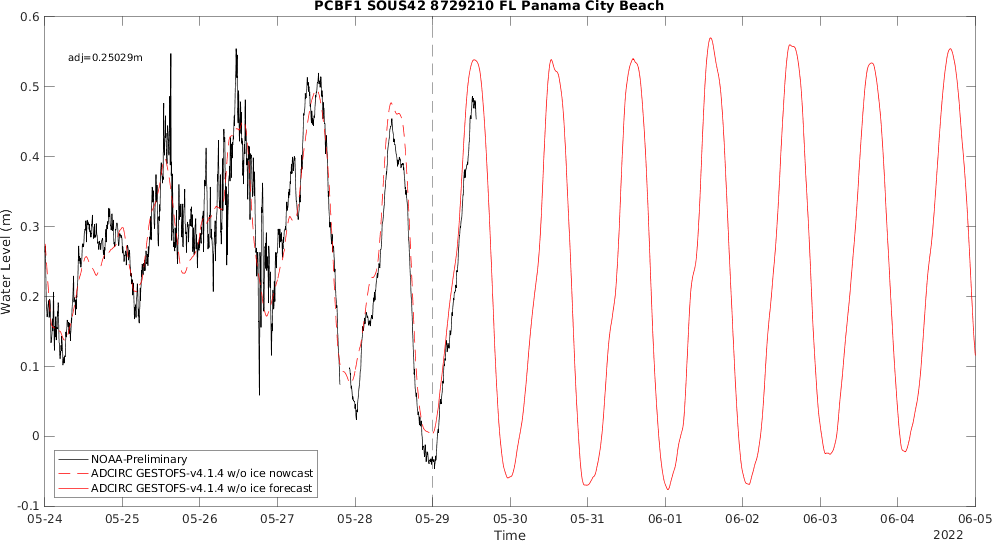 PCBF1 SOUS42 8729210 FL Panama City Beach
adj=0.25029m
Water Level (m)
0.6
0.5
0.4
0.3
0.2
0.1
0
-0.1
NOAA-Preliminary
ADCIRC GESTOFS-v4.1.4 w/o ice nowcast
ADCIRC GESTOFS-v4.1.4 w/o ice forecast
05-24 05-25 05-26 05-27 05-28 05-29 05-30 05-31 06-01 06-02 06-03 06-04 06-05
Time
2022